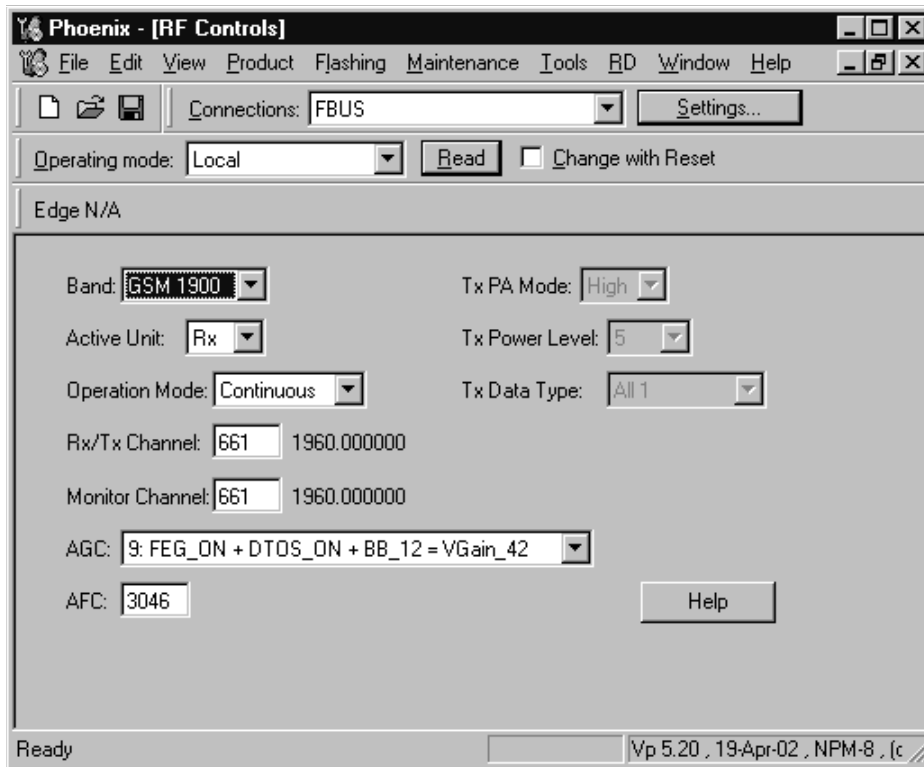 Phoenix - [RF Controls]
File Edit View Product Flashing Maintenance Tools RD Window Help
Connections: FBUS Settings...
Operating mode: Local Read Change with Reset
Edge N/A
Band: GSM 1900 Tx PA Mode: High
Active Unit: Rx Tx Power Level: 5
Operation Mode: Continuous Tx Data Type: All 1
Rx/Tx Channel: 661 1960.000000
Monitor Channel: 661 1960.000000
AGC: 9: FEG_ON + DTOS_ON + BB_12 = VGain_42
AFC: 3046 Help
Ready Vp 5.20 , 19-Apr-02 , NPM-8 , (c